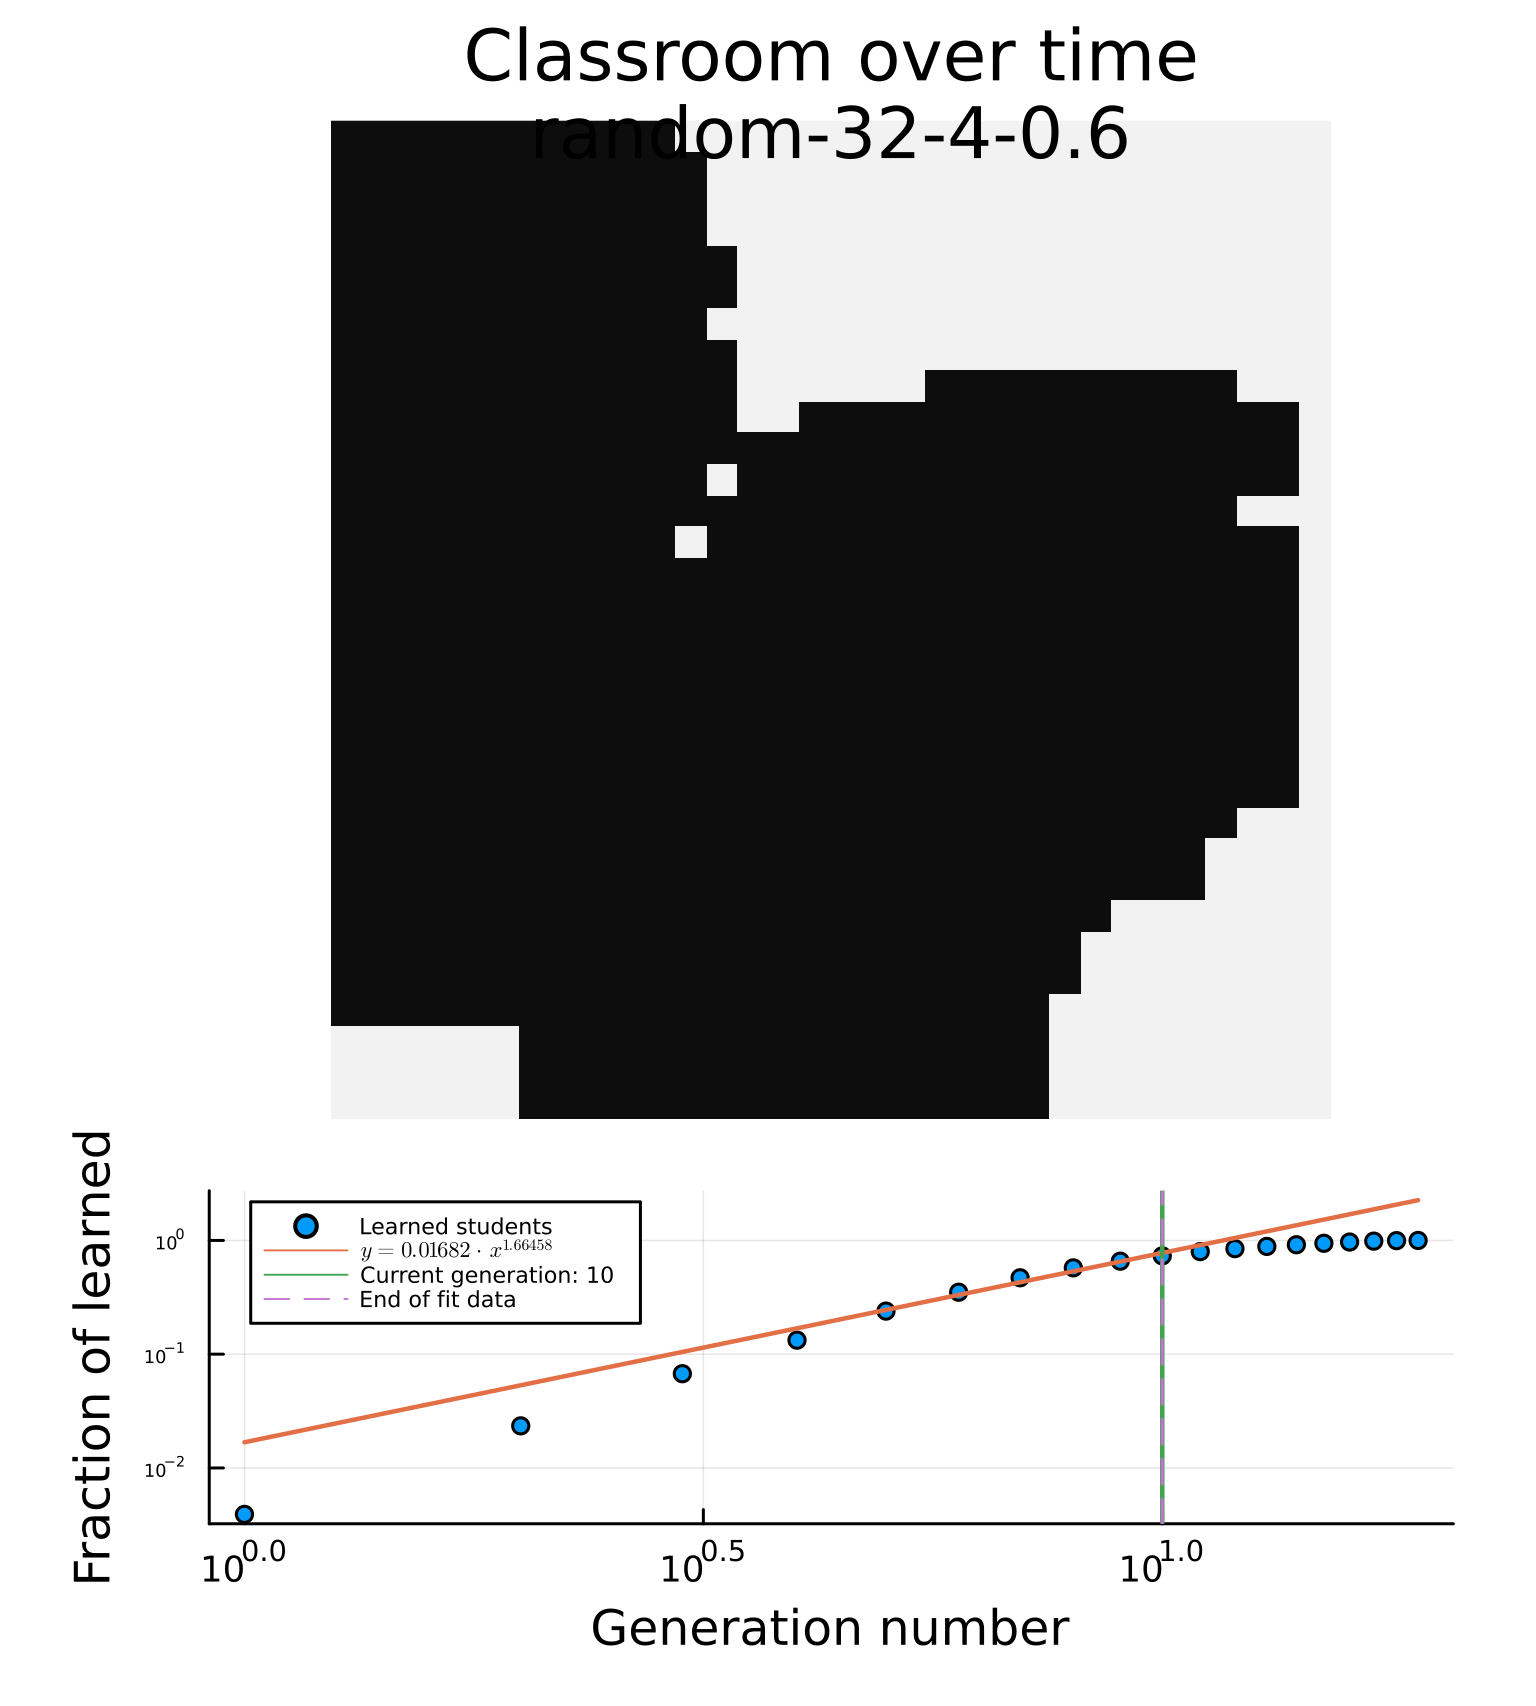 Classroom over time
random-32-4-0.6
Fraction of learned
10⁰
10⁻¹
10⁻²
Learned students
y = 0.01682 · x^1.66458
Current generation: 10
End of fit data
10^0.0
10^0.5
10^1.0
Generation number